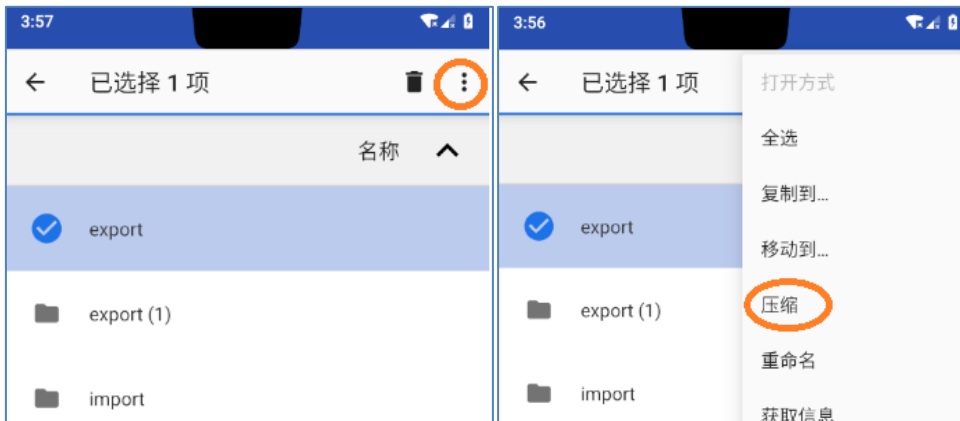 3:57
已选择 1 项
名称
export
export (1)
import
3:56
已选择 1 项
打开方式
全选
复制到...
移动到...
压缩
重命名
获取信息
export
export (1)
import